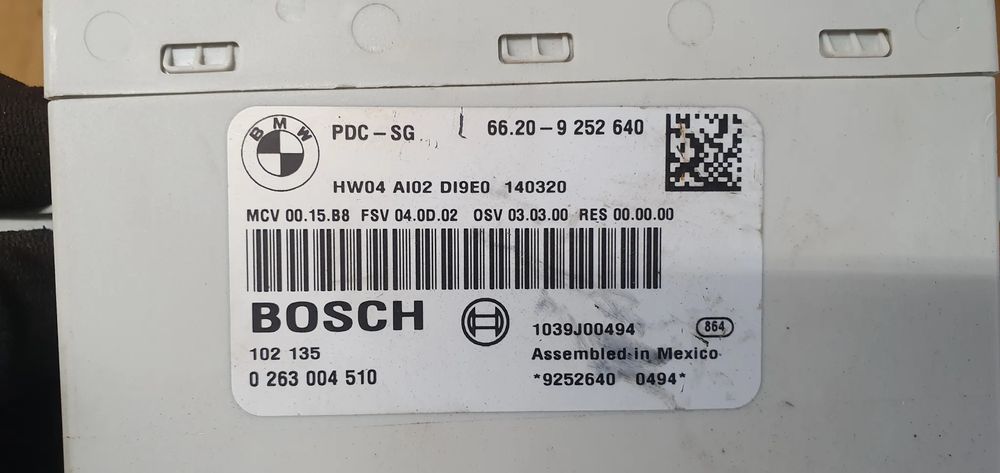 BMW PDC-SG 66.20-9 252 640
HW04 AI02 DI9E0 140320
MCV 00.15.B8 FSV 04.0D.02 OSV 03.03.00 RES 00.00.00
BOSCH
1039J00494 864
102 135 Assembled in Mexico
0 263 004 510 *9252640 0494*